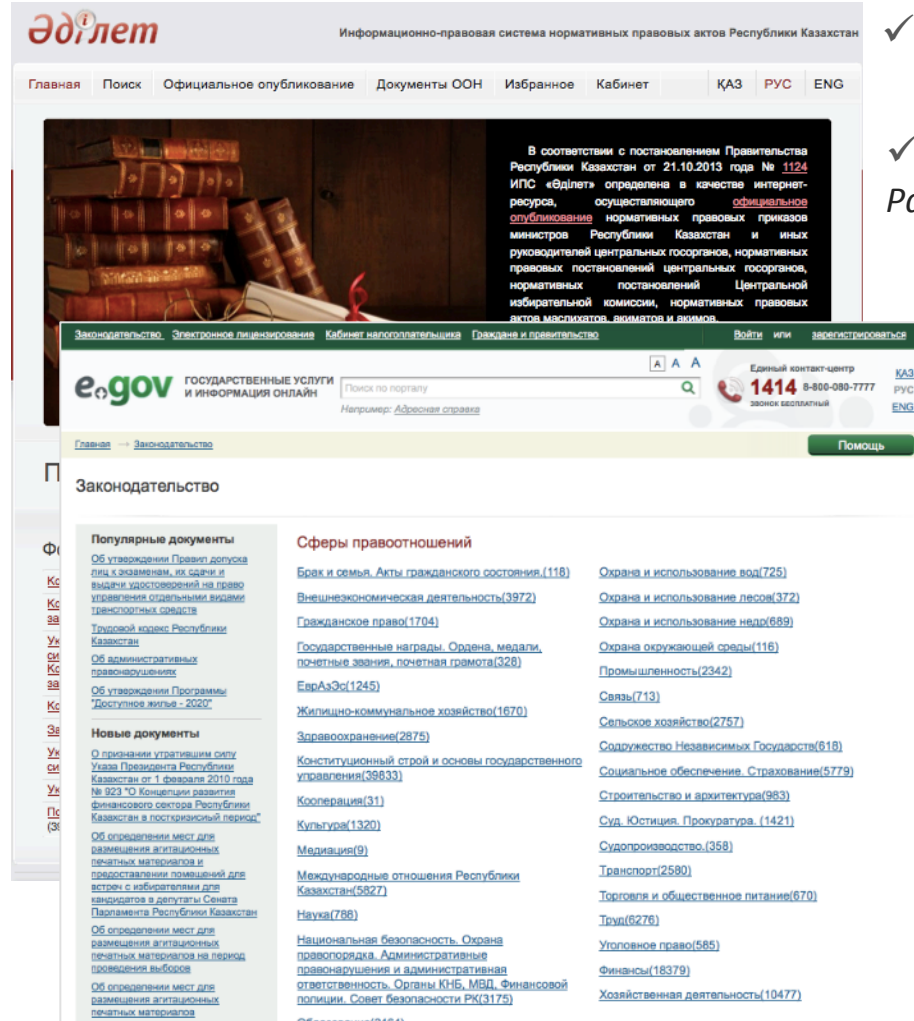 Әділет
Информационно-правовая система нормативных правовых актов Республики Казахстан
Главная Поиск Официальное опубликование Документы ООН Избранное Кабинет ҚАЗ РУС ENG
В соответствии с постановлением Правительства
Республики Казахстан от 21.10.2013 года № 1124
ИПС «Әділет» определена в качестве интернет-
ресурса, осуществляющего официальное
опубликование нормативных правовых приказов
министров Республики Казахстан и иных
руководителей центральных госорганов, нормативных
правовых постановлений центральных госорганов,
нормативных постановлений Центральной
избирательной комиссии, нормативных правовых
актов маслихатов, акиматов и акимов.
✓
✓
Законодательство Электронное лицензирование Кабинет налогоплательщика Граждане и правительство Войти или зарегистрироваться
egov ГОСУДАРСТВЕННЫЕ УСЛУГИ
И ИНФОРМАЦИЯ ОНЛАЙН
A A A
Поиск по порталу
Например: Адресная справка
Единый контакт-центр
1414 8-800-080-7777
звонок бесплатный
ҚАЗ
РУС
ENG
Главная → Законодательство
Помощь
Законодательство
Популярные документы
Об утверждении Правил допуска
лиц к экзаменам, их сдачи и
выдачи удостоверений на право
управления отдельными видами
транспортных средств
Трудовой кодекс Республики
Казахстан
Об административных
правонарушениях
Об утверждении Программы
"Доступное жилье - 2020"
Новые документы
О признании утратившим силу
Указа Президента Республики
Казахстан от 1 февраля 2010 года
№ 923 "О Концепции развития
финансового сектора Республики
Казахстан в посткризисный период"
Об определении мест для
размещения агитационных
печатных материалов и
предоставлении помещений для
встреч с избирателями для
кандидатов в депутаты Сената
Парламента Республики Казахстан
Об определении мест для
размещения агитационных
печатных материалов на период
проведения выборов
Об определении мест для
размещения агитационных
печатных материалов
Сферы правоотношений
Брак и семья. Акты гражданского состояния.(118)
Внешнеэкономическая деятельность(3972)
Гражданское право(1704)
Государственные награды. Ордена, медали,
почетные звания, почетная грамота(328)
ЕврАзЭс(1245)
Жилищно-коммунальное хозяйство(1670)
Здравоохранение(2875)
Конституционный строй и основы государственного
управления(39833)
Кооперация(31)
Культура(1320)
Медиация(9)
Международные отношения Республики
Казахстан(5827)
Наука(788)
Национальная безопасность. Охрана
правопорядка. Административные
правонарушения и административная
ответственность. Органы КНБ, МВД, Финансовой
полиции. Совет безопасности РК(3175)
Охрана и использование вод(725)
Охрана и использование лесов(372)
Охрана и использование недр(689)
Охрана окружающей среды(116)
Промышленность(2342)
Связь(713)
Сельское хозяйство(2757)
Содружество Независимых Государств(618)
Социальное обеспечение. Страхование(5779)
Строительство и архитектура(983)
Суд. Юстиция. Прокуратура. (1421)
Судопроизводство.(358)
Транспорт(2580)
Торговля и общественное питание(670)
Труд(6276)
Уголовное право(585)
Финансы(18379)
Хозяйственная деятельность(10477)